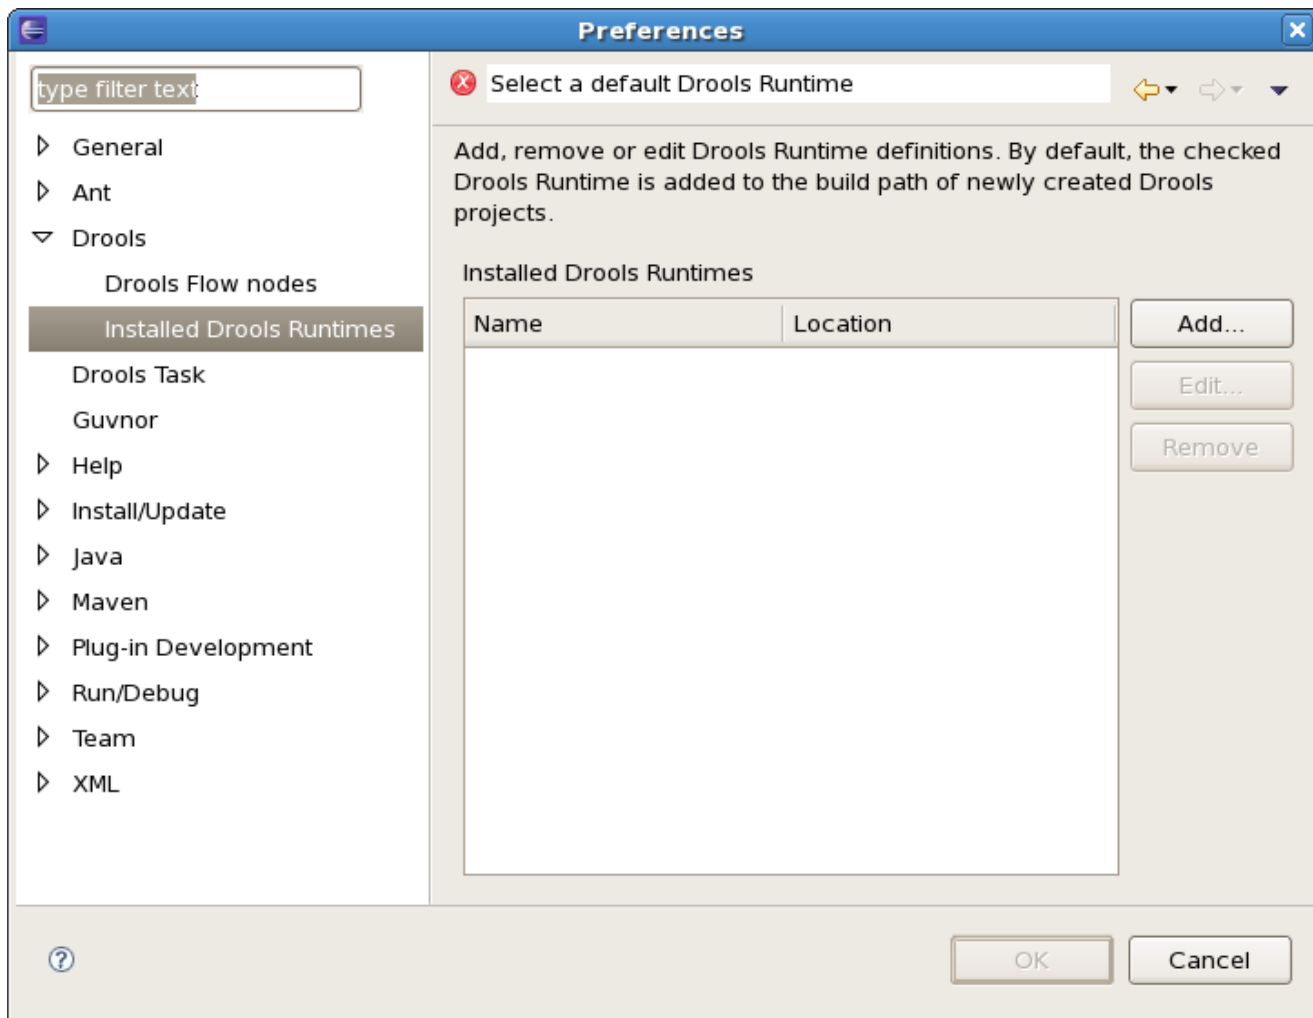 Preferences
type filter text
General
Ant
Drools
Drools Flow nodes
Installed Drools Runtimes
Drools Task
Guvnor
Help
Install/Update
Java
Maven
Plug-in Development
Run/Debug
Team
XML
Select a default Drools Runtime
Add, remove or edit Drools Runtime definitions. By default, the checked
Drools Runtime is added to the build path of newly created Drools
projects.
Installed Drools Runtimes
Name Location
Add...
Edit...
Remove
?
OK Cancel